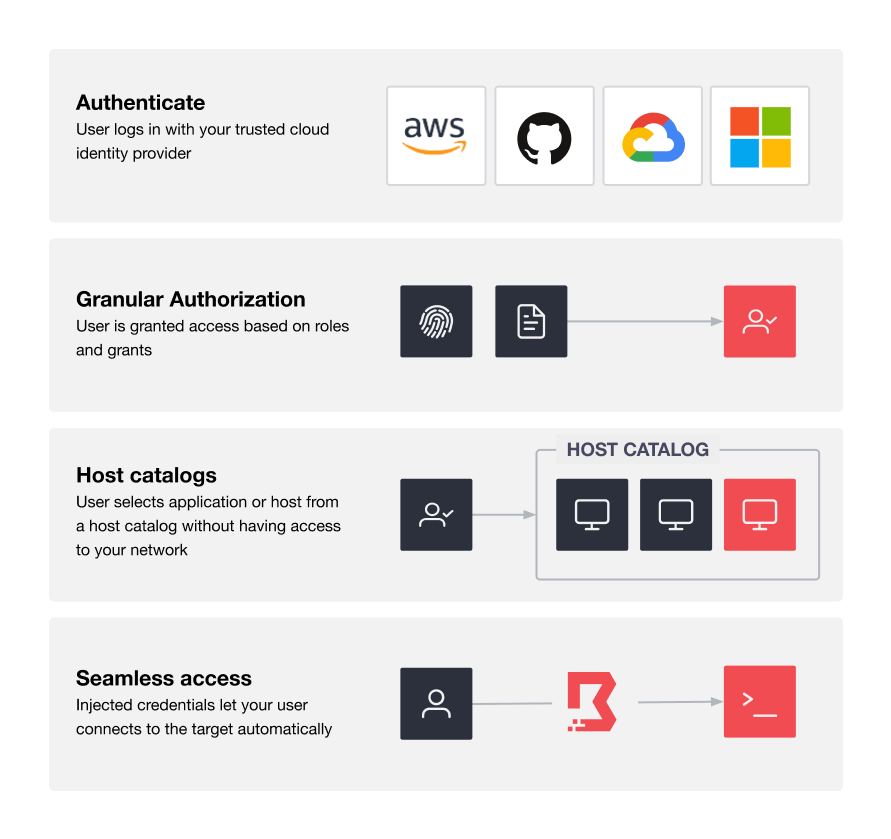 Authenticate
User logs in with your trusted cloud
identity provider
aws
Granular Authorization
User is granted access based on roles
and grants
Host catalogs
User selects application or host from
a host catalog without having access
to your network
HOST CATALOG
Seamless access
Injected credentials let your user
connects to the target automatically